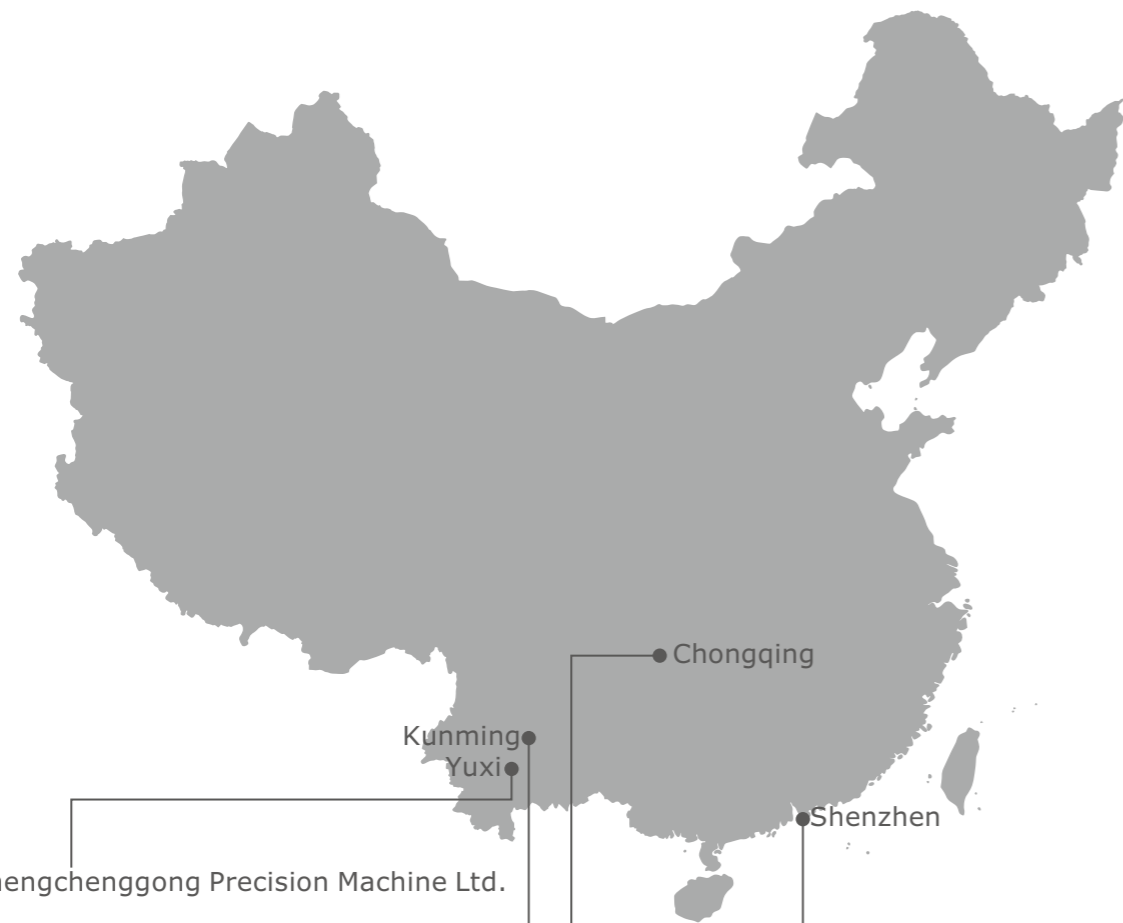 Chongqing
Kunming
Yuxi
Shenzhen
Precision Machine Ltd.